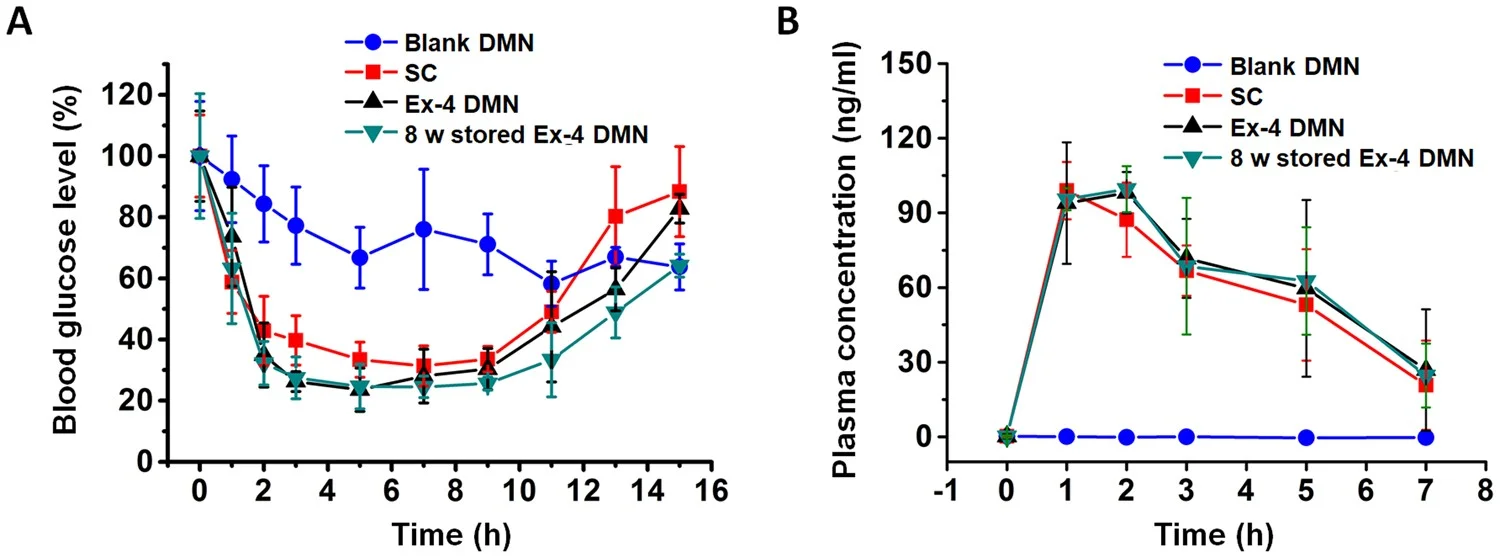 A
Blank DMN
SC
Ex-4 DMN
8 w stored Ex-4 DMN
Blood glucose level (%)
120
100
80
60
40
20
0
0 2 4 6 8 10 12 14 16
Time (h)
B
Blank DMN
SC
Ex-4 DMN
8 w stored Ex-4 DMN
Plasma concentration (ng/ml)
150
120
90
60
30
0
-1 0 1 2 3 4 5 6 7 8
Time (h)